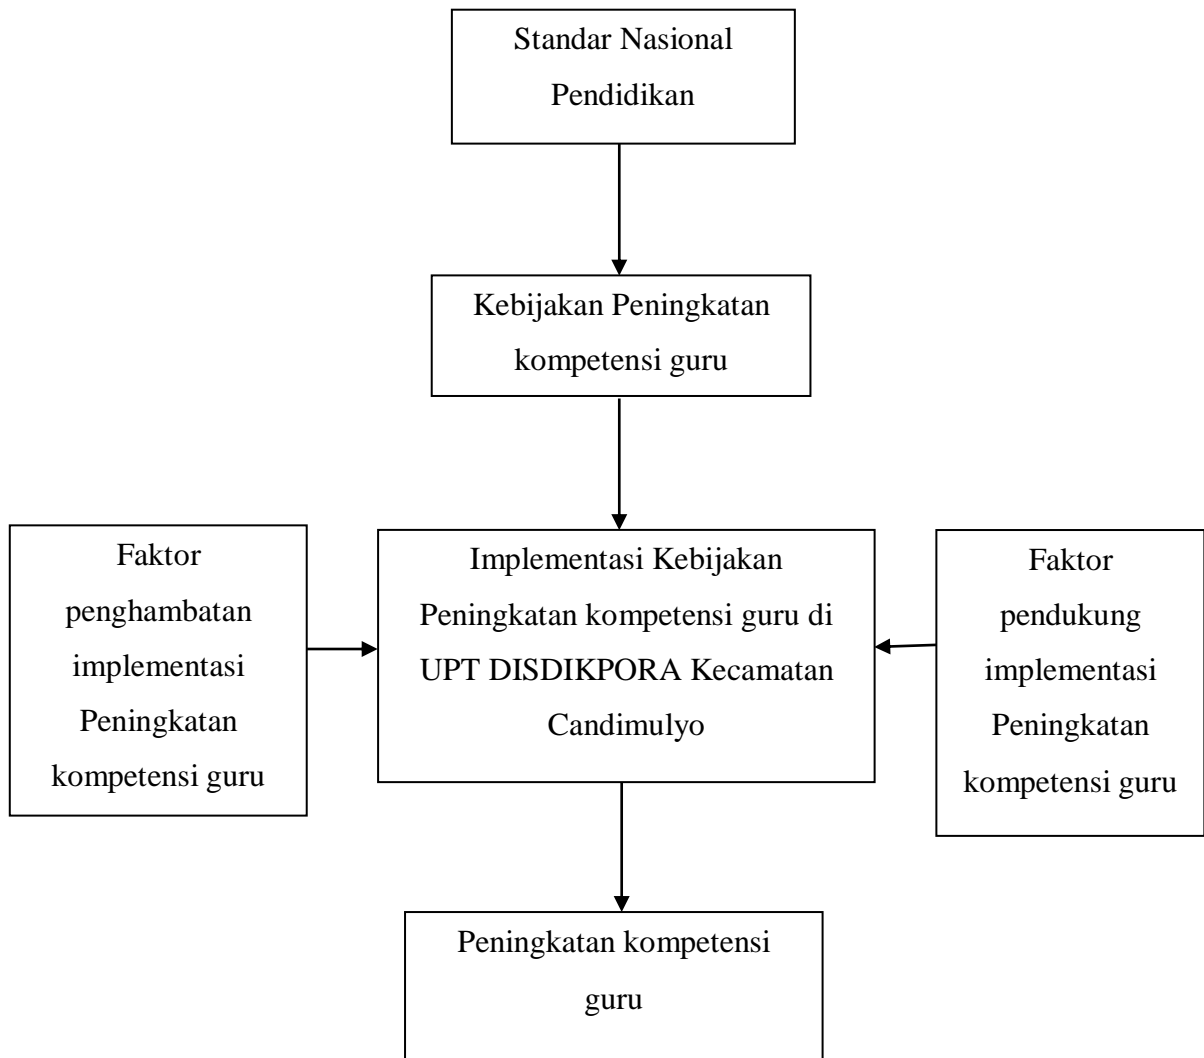 Standar Nasional
Pendidikan
Kebijakan Peningkatan
kompetensi guru
Faktor
penghambatan
implementasi
Peningkatan
kompetensi guru
Implementasi Kebijakan
Peningkatan kompetensi guru di
UPT DISDIKPORA Kecamatan
Candimulyo
Faktor
pendukung
implementasi
Peningkatan
kompetensi guru
Peningkatan kompetensi
guru